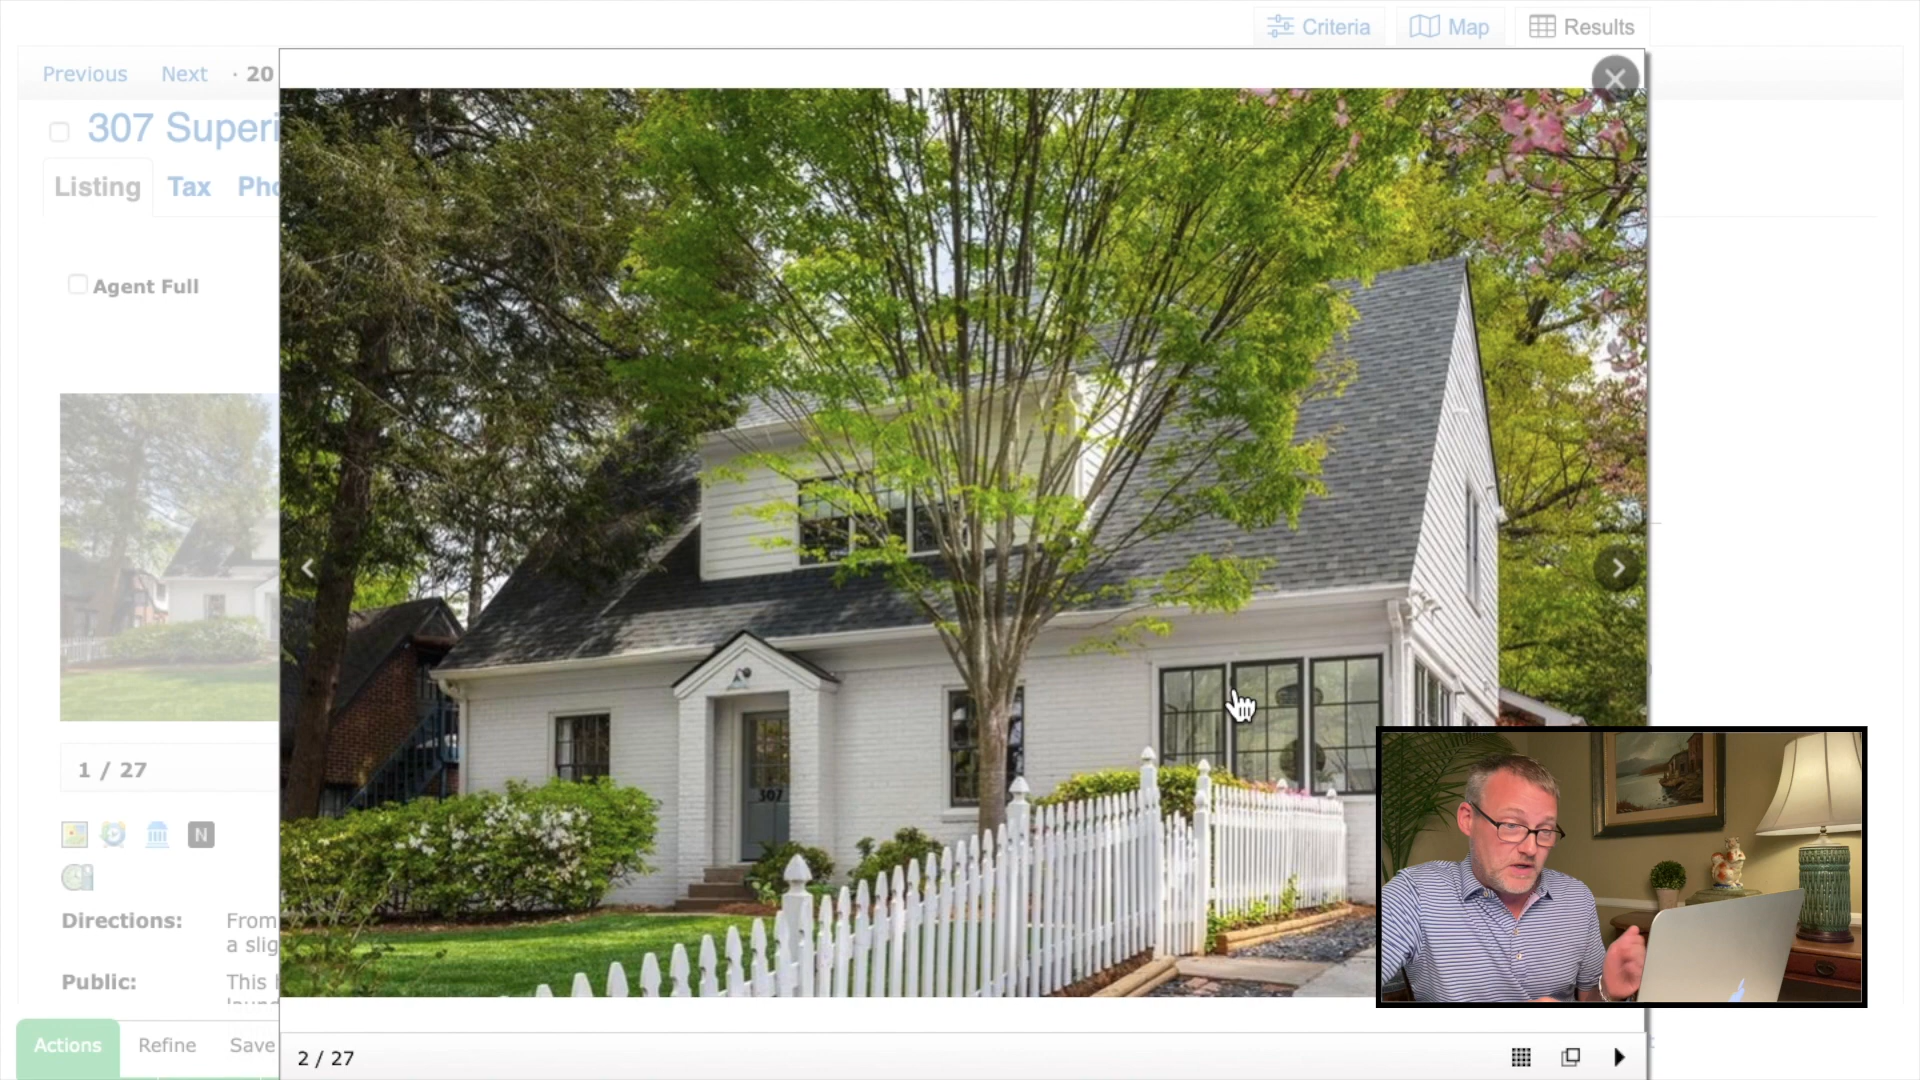 Criteria
Map
Results
Previous Next · 20
307 Superi
Listing Tax Pho
Agent Full
307
1 / 27
N
Directions: From
a slig
Public: This
Actions Refine Save
2 / 27